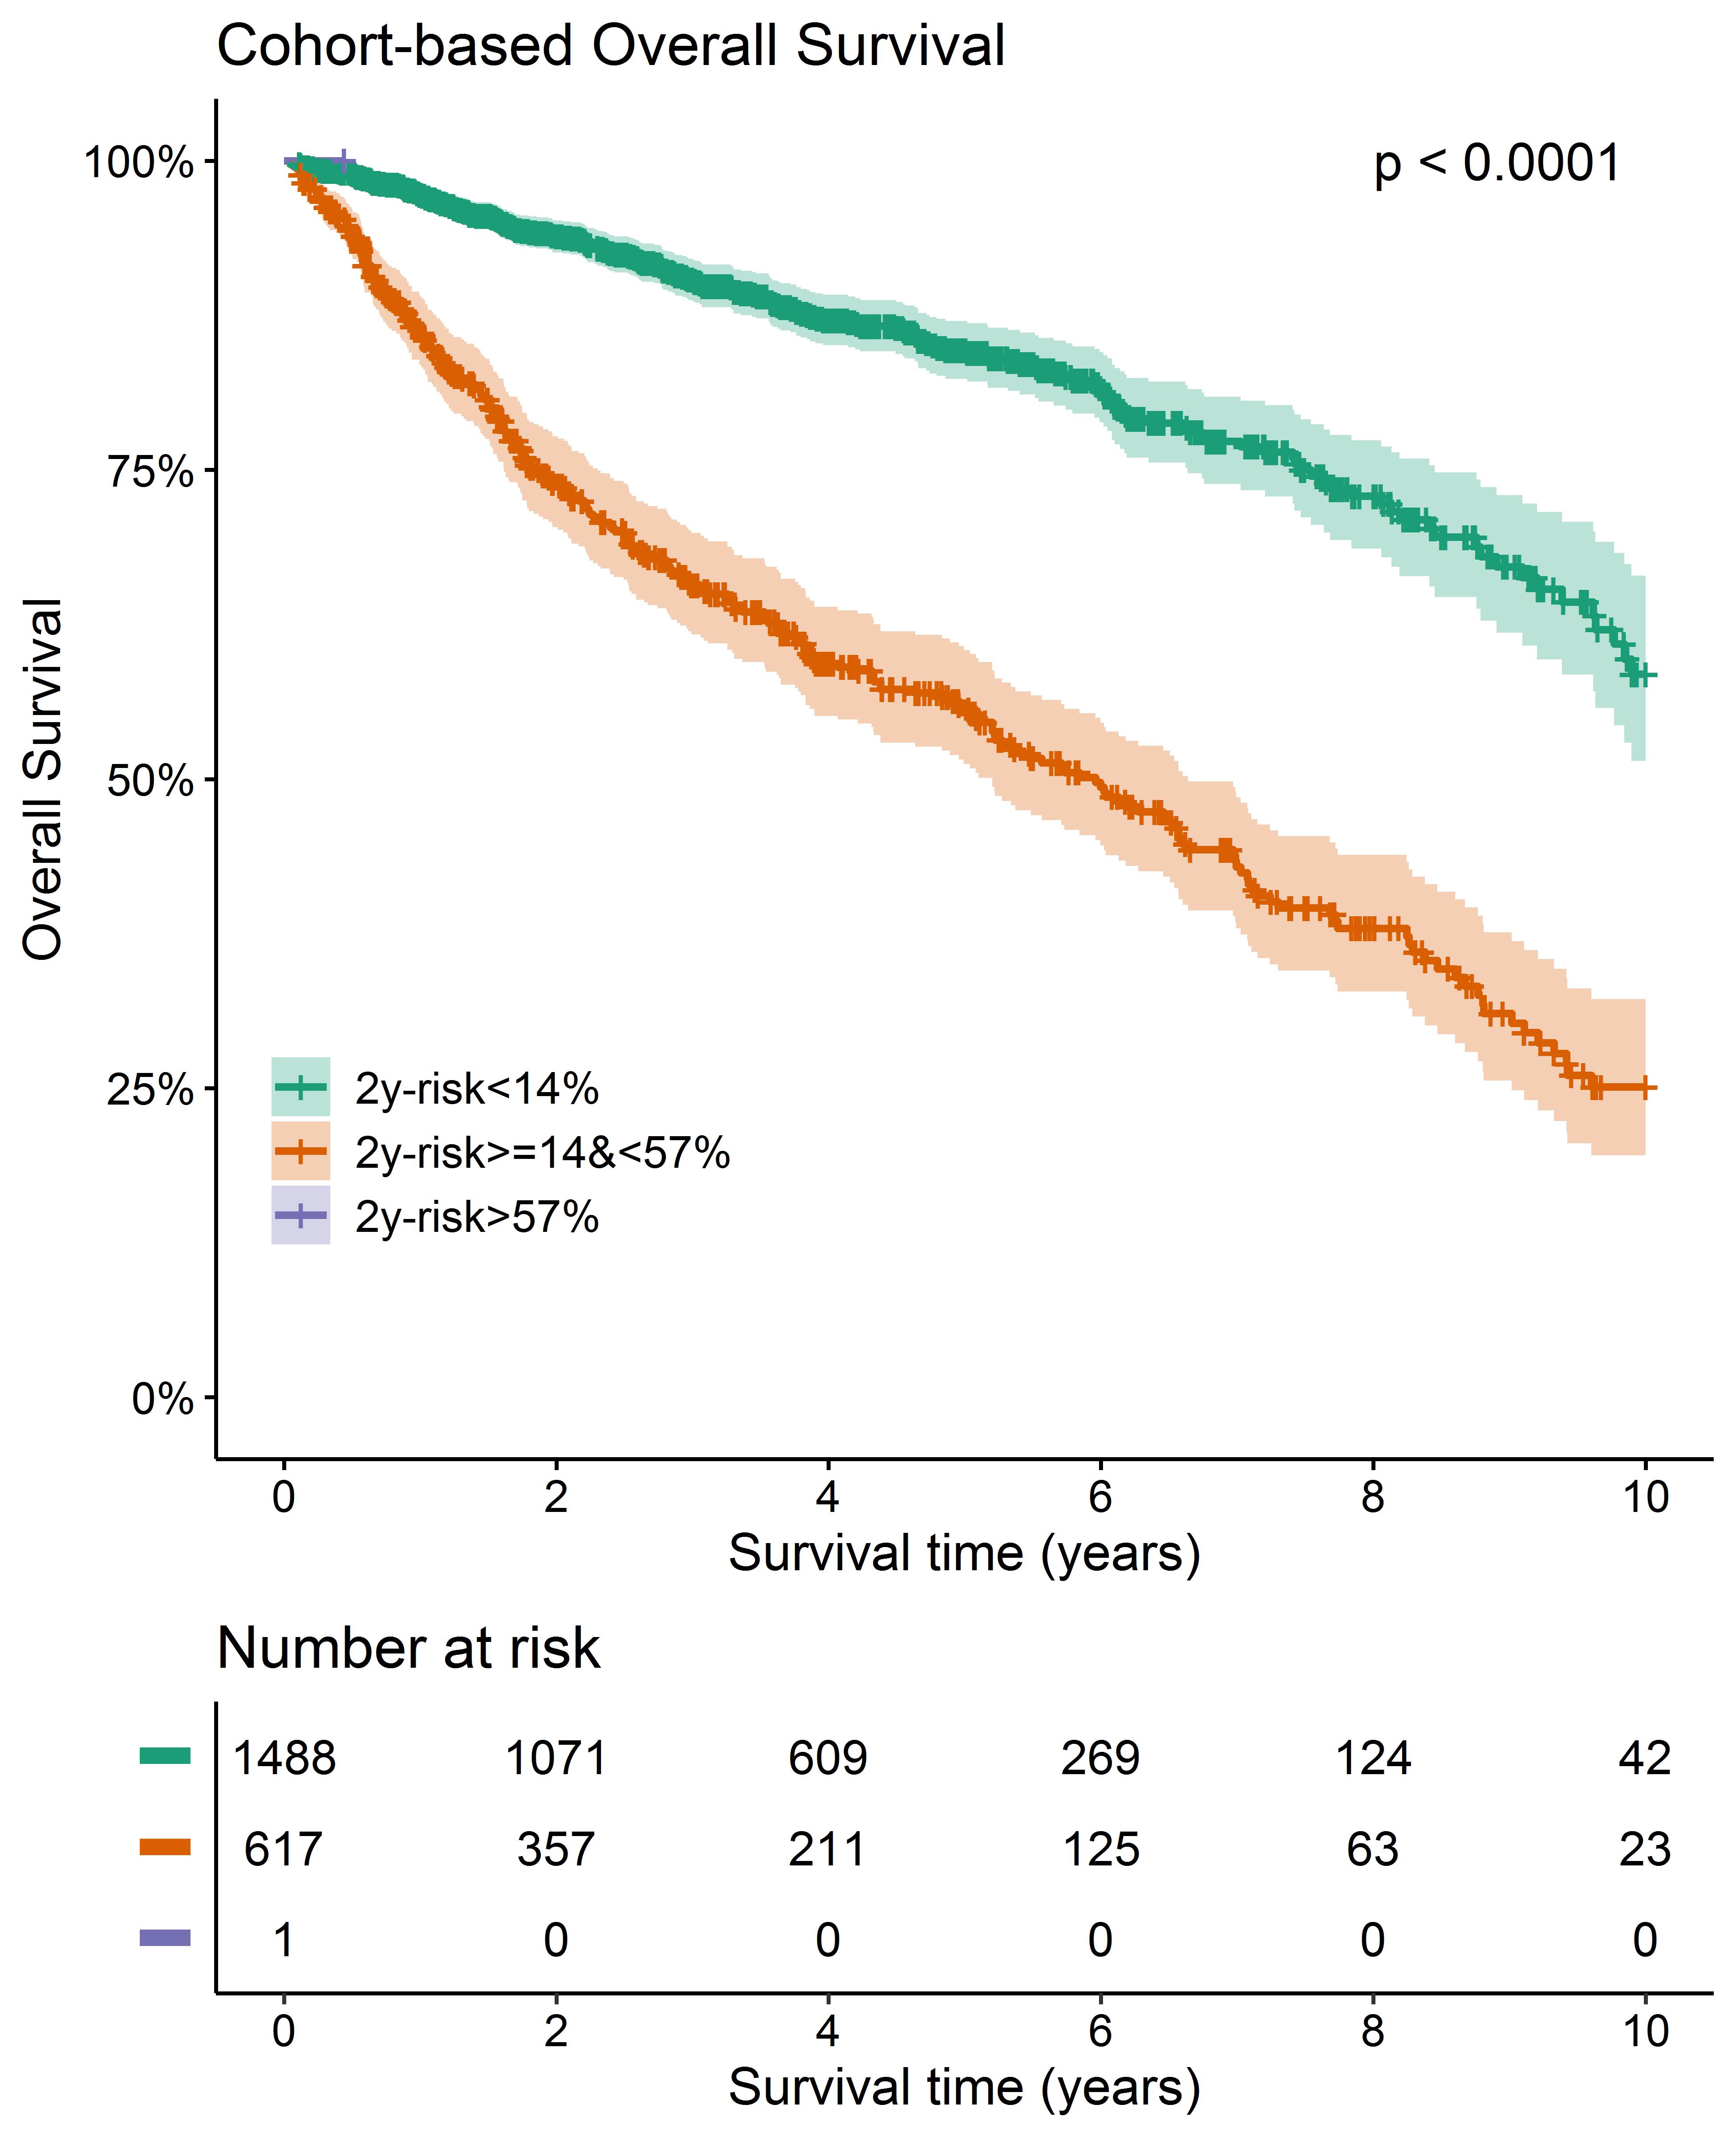 Cohort-based Overall Survival
p < 0.0001
100%
75%
50%
25%
0%
Overall Survival
2y-risk<14%
2y-risk>=14&<57%
2y-risk>57%
0 2 4 6 8 10
Survival time (years)
Number at risk
1488 1071 609 269 124 42
617 357 211 125 63 23
1 0 0 0 0 0
0 2 4 6 8 10
Survival time (years)